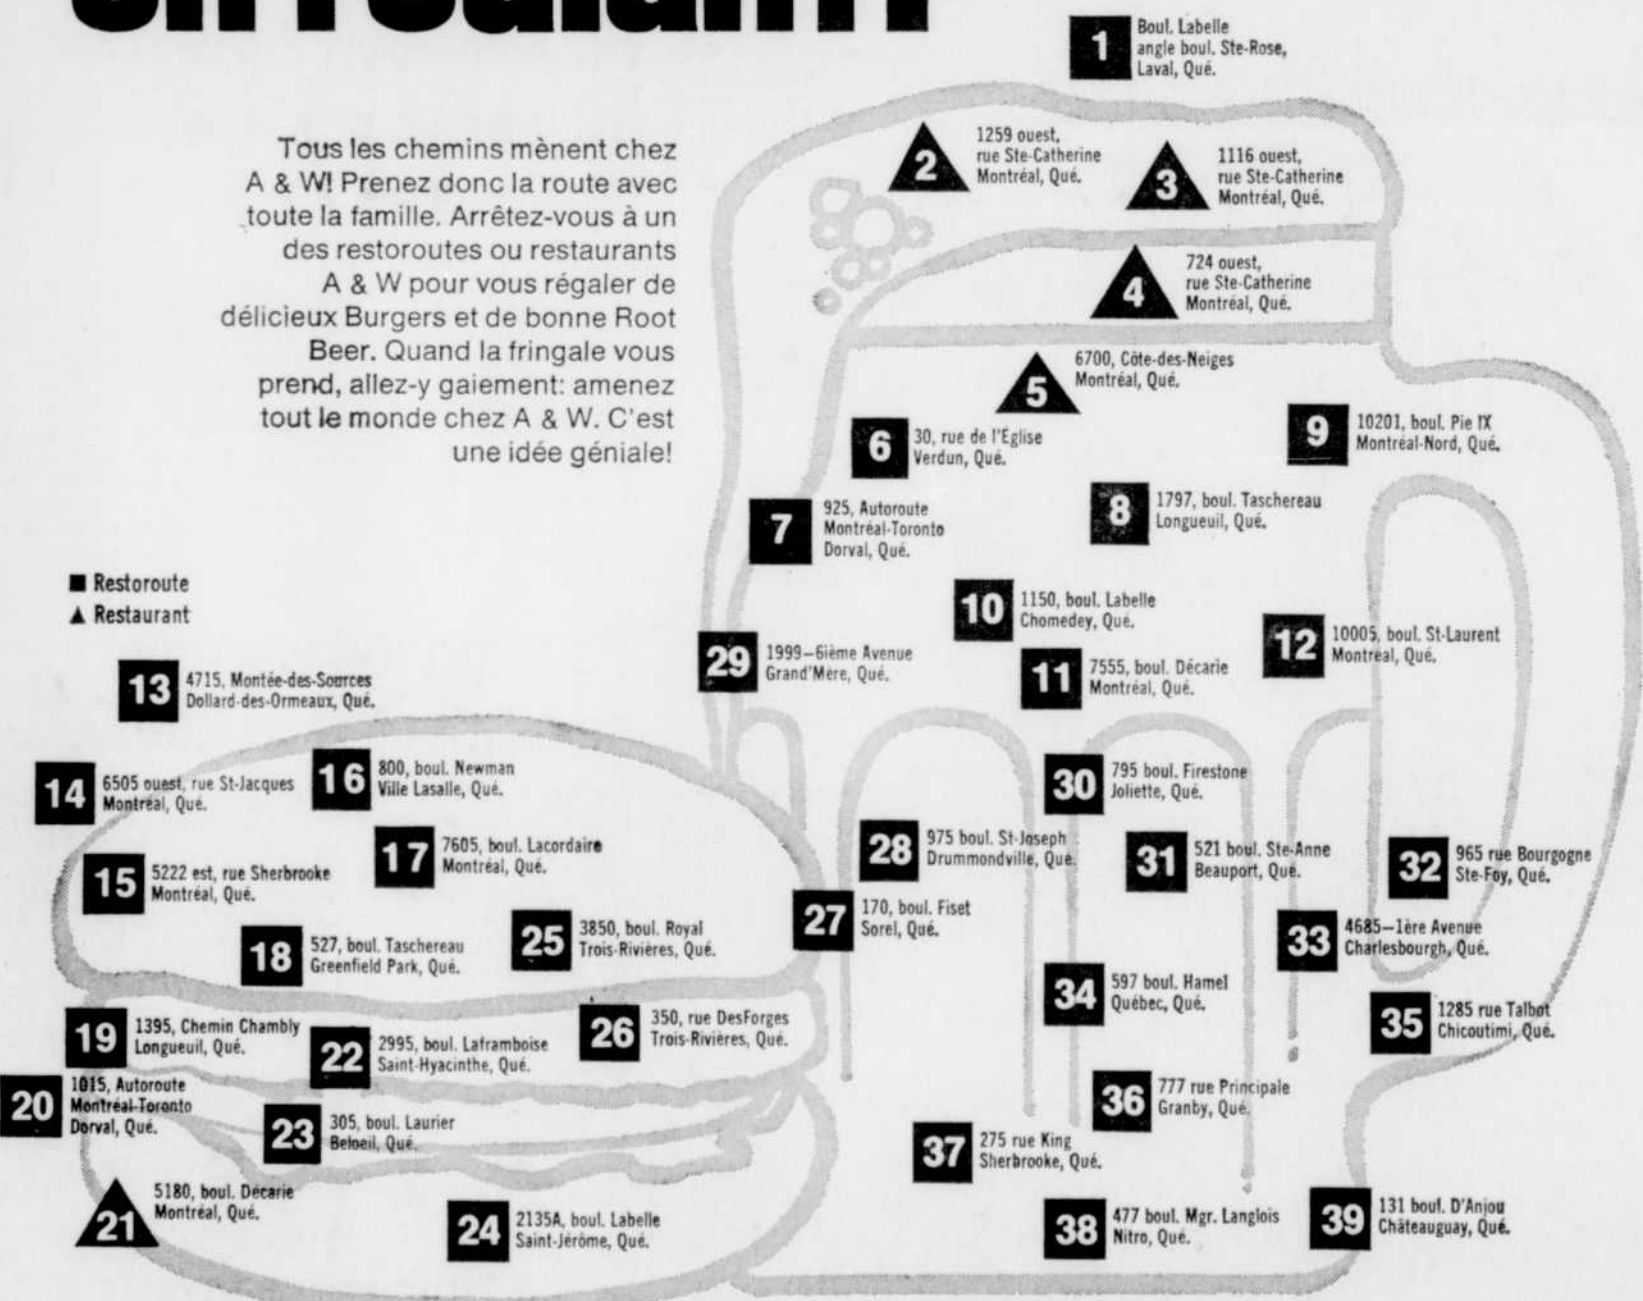 en roulant!
1
Boul. Labelle
angle boul. Ste-Rose,
Laval, Qué.
Tous les chemins mènent chez
A & W! Prenez donc la route avec
toute la famille. Arrêtez-vous à un
des restoroutes ou restaurants
A & W pour vous régaler de
délicieux Burgers et de bonne Root
Beer. Quand la fringale vous
prend, allez-y gaiement: amenez
tout le monde chez A & W. C'est
une idée géniale!
2
1259 ouest,
rue Ste-Catherine
Montréal, Qué.
3
1116 ouest,
rue Ste-Catherine
Montréal, Qué.
4
724 ouest,
rue Ste-Catherine
Montréal, Qué.
5
6700, Côte-des-Neiges
Montréal, Qué.
6
30, rue de l'Église
Verdun, Qué.
9
10201, boul. Pie IX
Montréal-Nord, Qué.
7
925, Autoroute
Montréal-Toronto
Dorval, Qué.
8
1797, boul. Taschereau
Longueuil, Qué.
■ Restoroute
▲ Restaurant
10
1150, boul. Labelle
Chomedey, Qué.
29
1999–6ième Avenue
Grand'Mère, Qué.
11
7555, boul. Décarie
Montréal, Qué.
12
10005, boul. St-Laurent
Montréal, Qué.
13
4715, Montée-des-Sources
Dollard-des-Ormeaux, Qué.
14
6505 ouest, rue St-Jacques
Montréal, Qué.
16
800, boul. Newman
Ville Lasalle, Qué.
30
795 boul. Firestone
Joliette, Qué.
15
5222 est, rue Sherbrooke
Montréal, Qué.
17
7605, boul. Lacordaire
Montréal, Qué.
28
975 boul. St-Joseph
Drummondville, Qué.
31
521 boul. Ste-Anne
Beauport, Qué.
32
965 rue Bourgogne
Ste-Foy, Qué.
18
527, boul. Taschereau
Greenfield Park, Qué.
25
3850, boul. Royal
Trois-Rivières, Qué.
27
170, boul. Fiset
Sorel, Qué.
33
4685–1ère Avenue
Charlesbourgh, Qué.
34
597 boul. Hamel
Québec, Qué.
35
1285 rue Talbot
Chicoutimi, Qué.
19
1395, Chemin Chambly
Longueuil, Qué.
22
2995, boul. Laframboise
Saint-Hyacinthe, Qué.
26
350, rue DesForges
Trois-Rivières, Qué.
20
1015, Autoroute
Montréal-Toronto
Dorval, Qué.
23
305, boul. Laurier
Beloeil, Qué.
36
777 rue Principale
Granby, Qué.
37
275 rue King
Sherbrooke, Qué.
21
5180, boul. Décarie
Montréal, Qué.
24
2135A, boul. Labelle
Saint-Jérôme, Qué.
38
477 boul. Mgr. Langlois
Nitro, Qué.
39
131 boul. D'Anjou
Châteauguay, Qué.